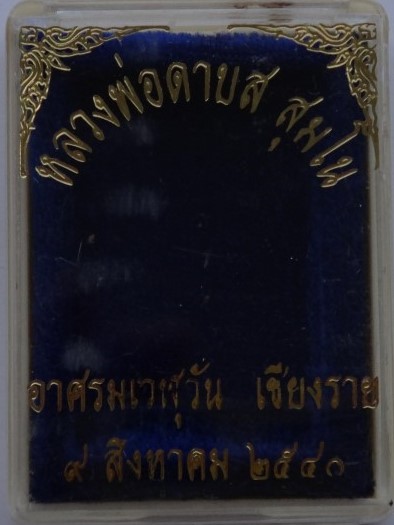 หลวงพ่อดาบส สุมโน
อาศรมเวฬุวัน เชียงราย
๙ สิงหาคม ๒๕๔๑